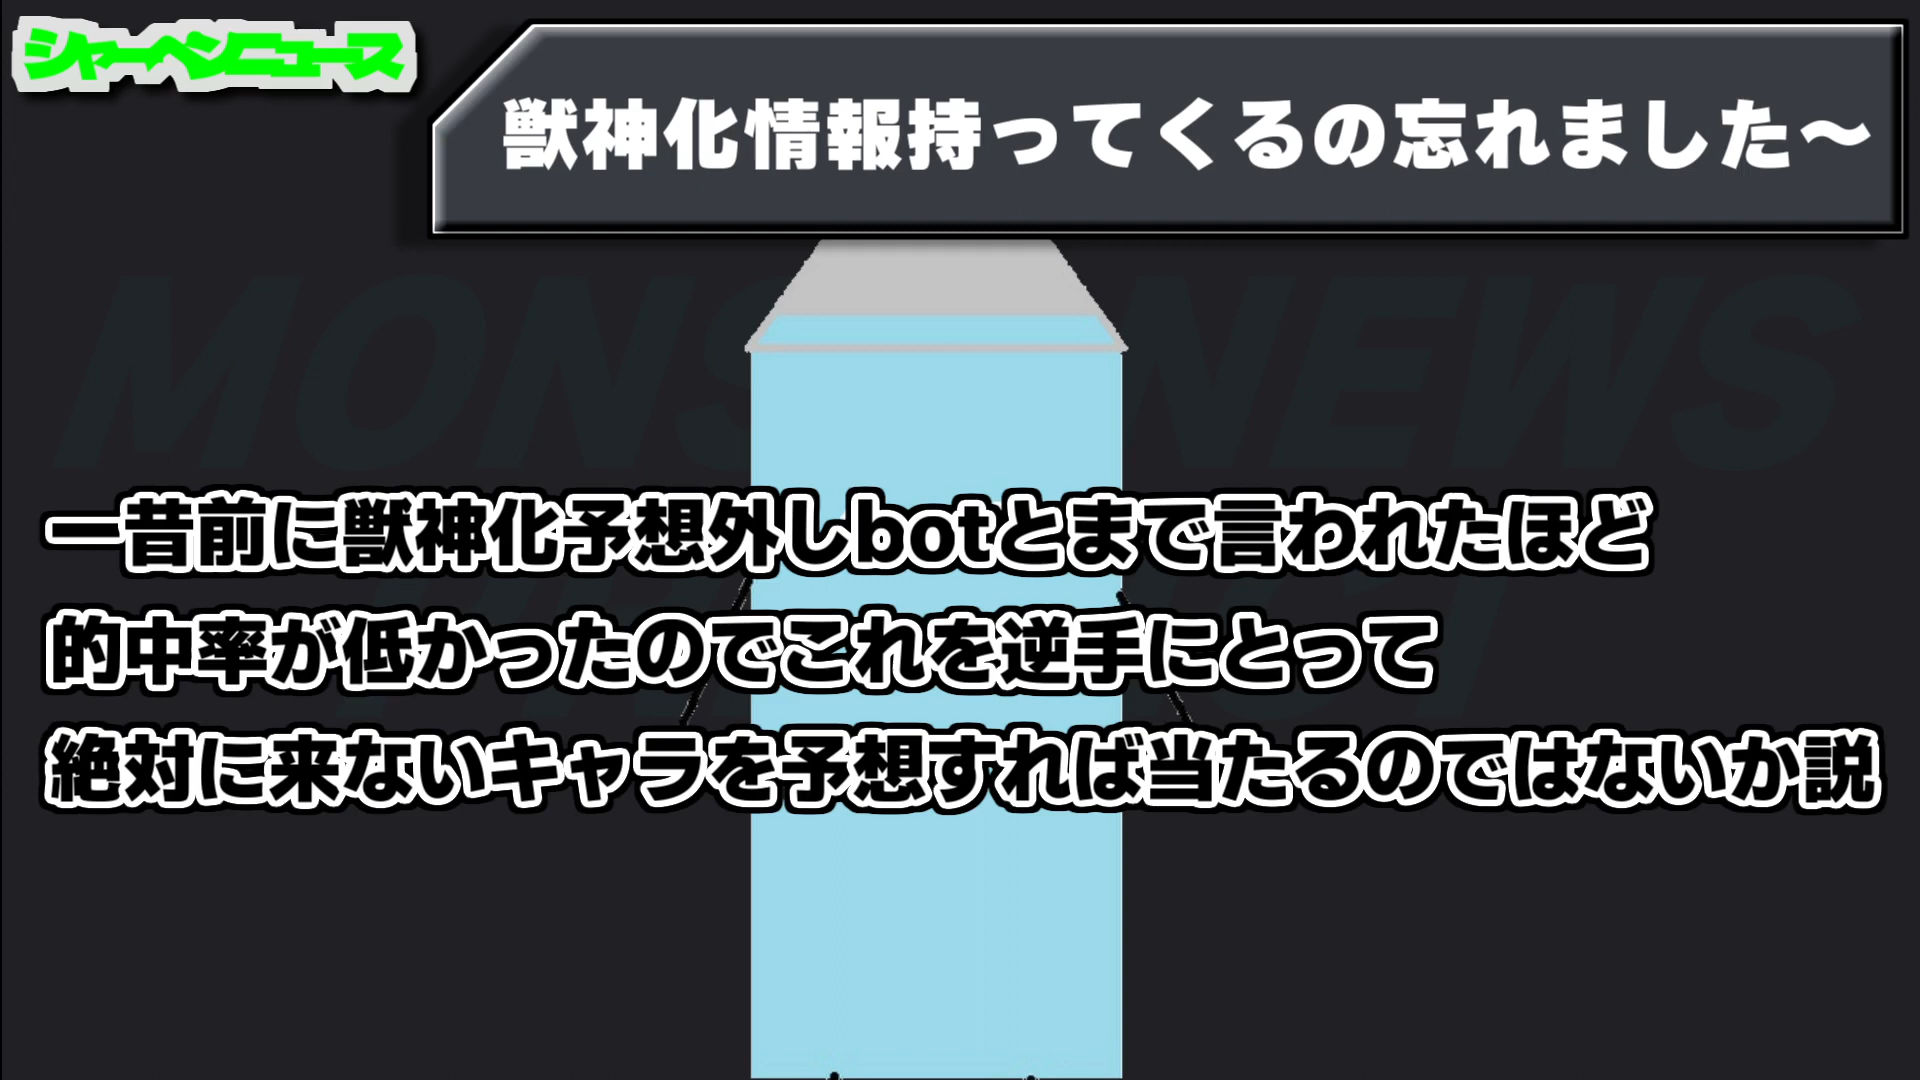 シャーペンニュース
獣神化情報持ってくるの忘れました～
一昔前に獣神化予想外しbotとまで言われたほど
的中率が低かったのでこれを逆手にとって
絶対に来ないキャラを予想すれば当たるのではないか説
NEWS